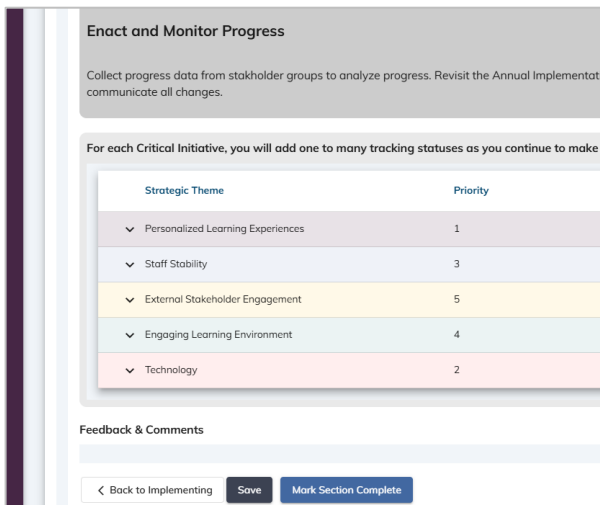 Enact and Monitor Progress
Collect progress data from stakholder groups to analyze progress. Revisit the Annual Implementat
communicate all changes.
For each Critical Initiative, you will add one to many tracking statuses as you continue to make
Strategic Theme Priority
Personalized Learning Experiences 1
Staff Stability 3
External Stakeholder Engagement 5
Engaging Learning Environment 4
Technology 2
Feedback & Comments
Back to Implementing Save Mark Section Complete